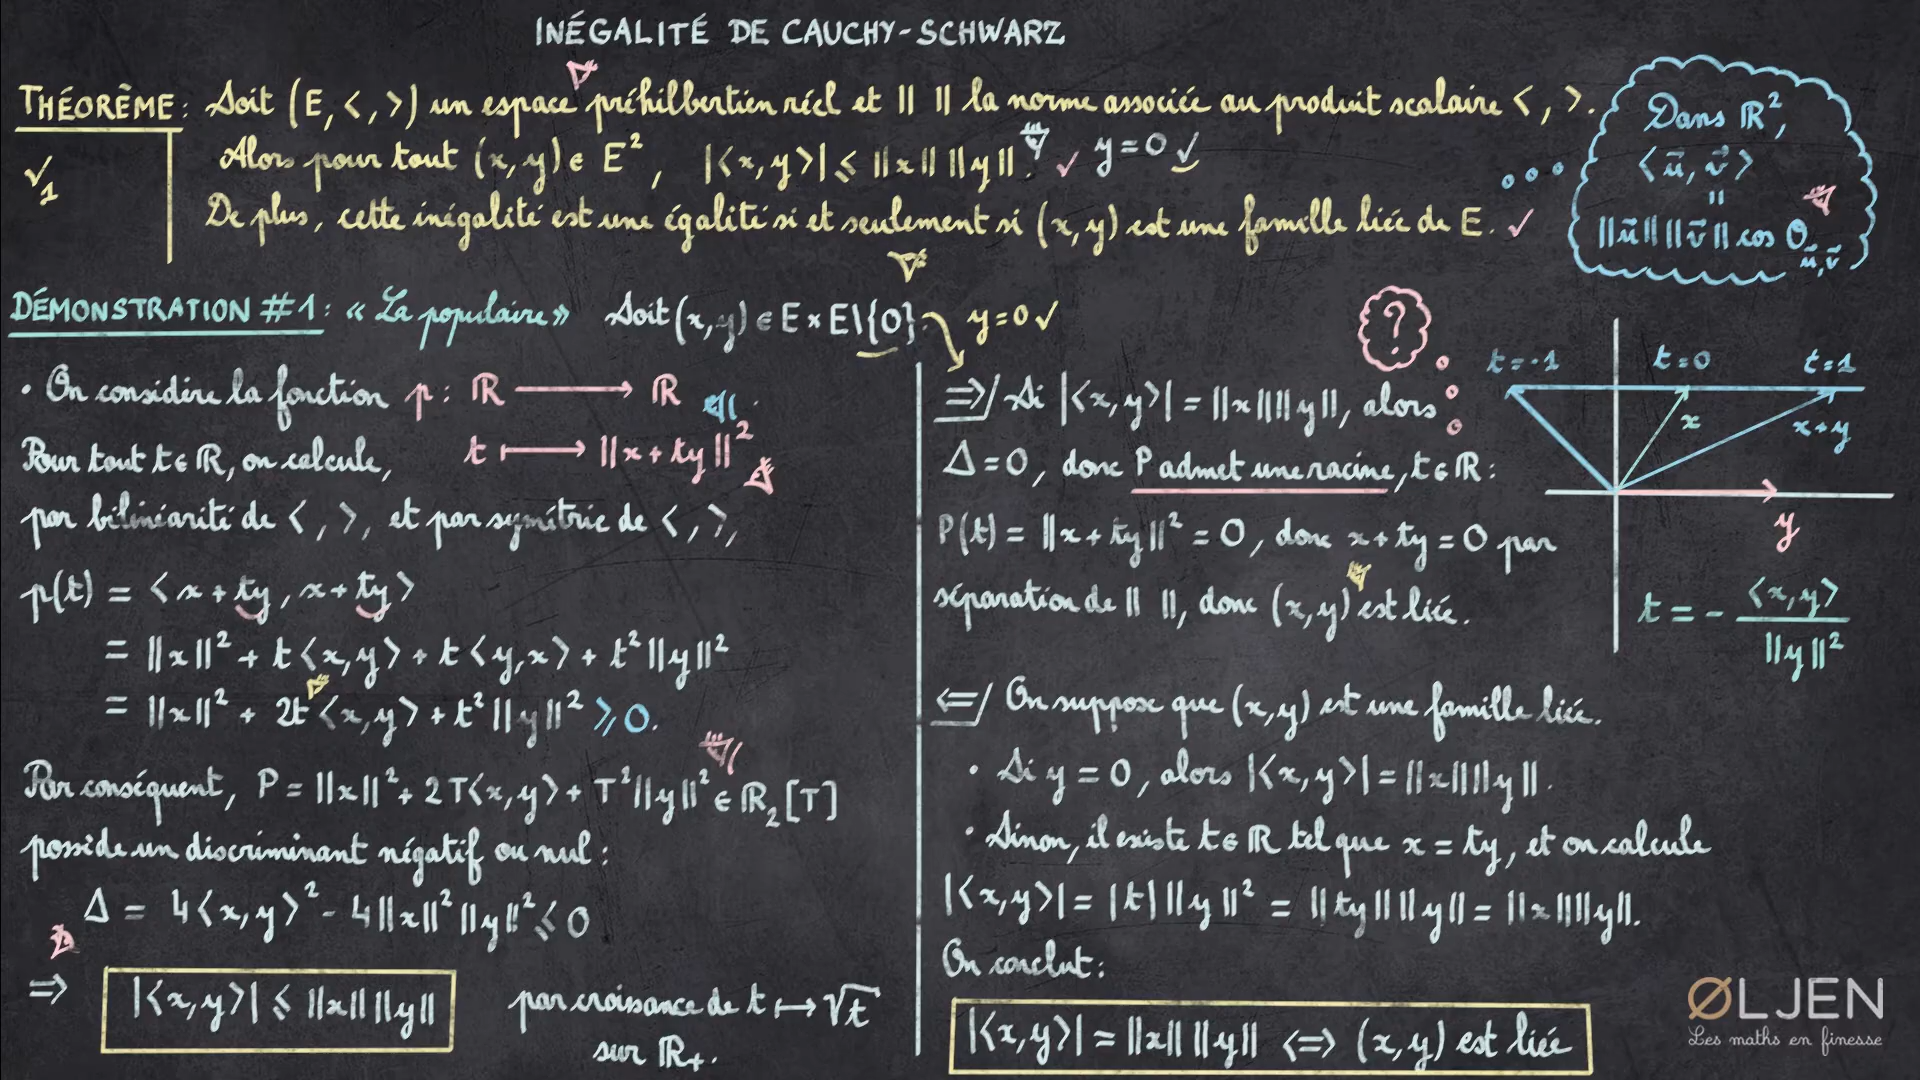 INÉGALITÉ DE CAUCHY-SCHWARZ
THÉORÈME : Soit (E, < , >) un espace préhilbertien réel et || || la norme associée au produit scalaire < , >.
Alors pour tout (x, y) ∈ E², |<x, y>| ≤ ||x|| ||y||. ✓ y = 0 ✓
De plus, cette inégalité est une égalité si et seulement si (x, y) est une famille liée de E. ✓
✓1
Dans ℝ²,
<u⃗, v⃗>
=
||u⃗|| ||v⃗|| cos θ u⃗,v⃗
DÉMONSTRATION #1 : « La populaire » Soit (x, y) ∈ E × E\{0}. y = 0 ✓
• On considère la fonction p : ℝ ⟶ ℝ
Pour tout t ∈ ℝ, on calcule, t ⟼ ||x + ty||²
par bilinéarité de < , >, et par symétrie de < , >,
p(t) = <x + ty, x + ty>
= ||x||² + t<x, y> + t<y, x> + t²||y||²
= ||x||² + 2t<x, y> + t²||y||² ≥ 0.
Par conséquent, P = ||x||² + 2T<x, y> + T²||y||² ∈ ℝ₂[T]
possède un discriminant négatif ou nul :
Δ = 4<x, y>² - 4||x||²||y||² ≤ 0
⇒ |<x, y>| ≤ ||x|| ||y|| par croissance de t ⟼ √t
sur ℝ+.
⇒/ Si |<x, y>| = ||x|| ||y||, alors
Δ = 0, donc P admet une racine, t ∈ ℝ :
P(t) = ||x + ty||² = 0, donc x + ty = 0 par
séparation de || ||, donc (x, y) est liée.
?
t = -1 t = 0 t = 1
x x + y
y
t = - <x, y> / ||y||²
⇐/ On suppose que (x, y) est une famille liée.
• Si y = 0, alors |<x, y>| = ||x|| ||y||.
• Sinon, il existe t ∈ ℝ tel que x = ty, et on calcule
|<x, y>| = |t| ||y||² = ||ty|| ||y|| = ||x|| ||y||.
On conclut :
|<x, y>| = ||x|| ||y|| ⟺ (x, y) est liée
ØLJEN
Les maths en finesse